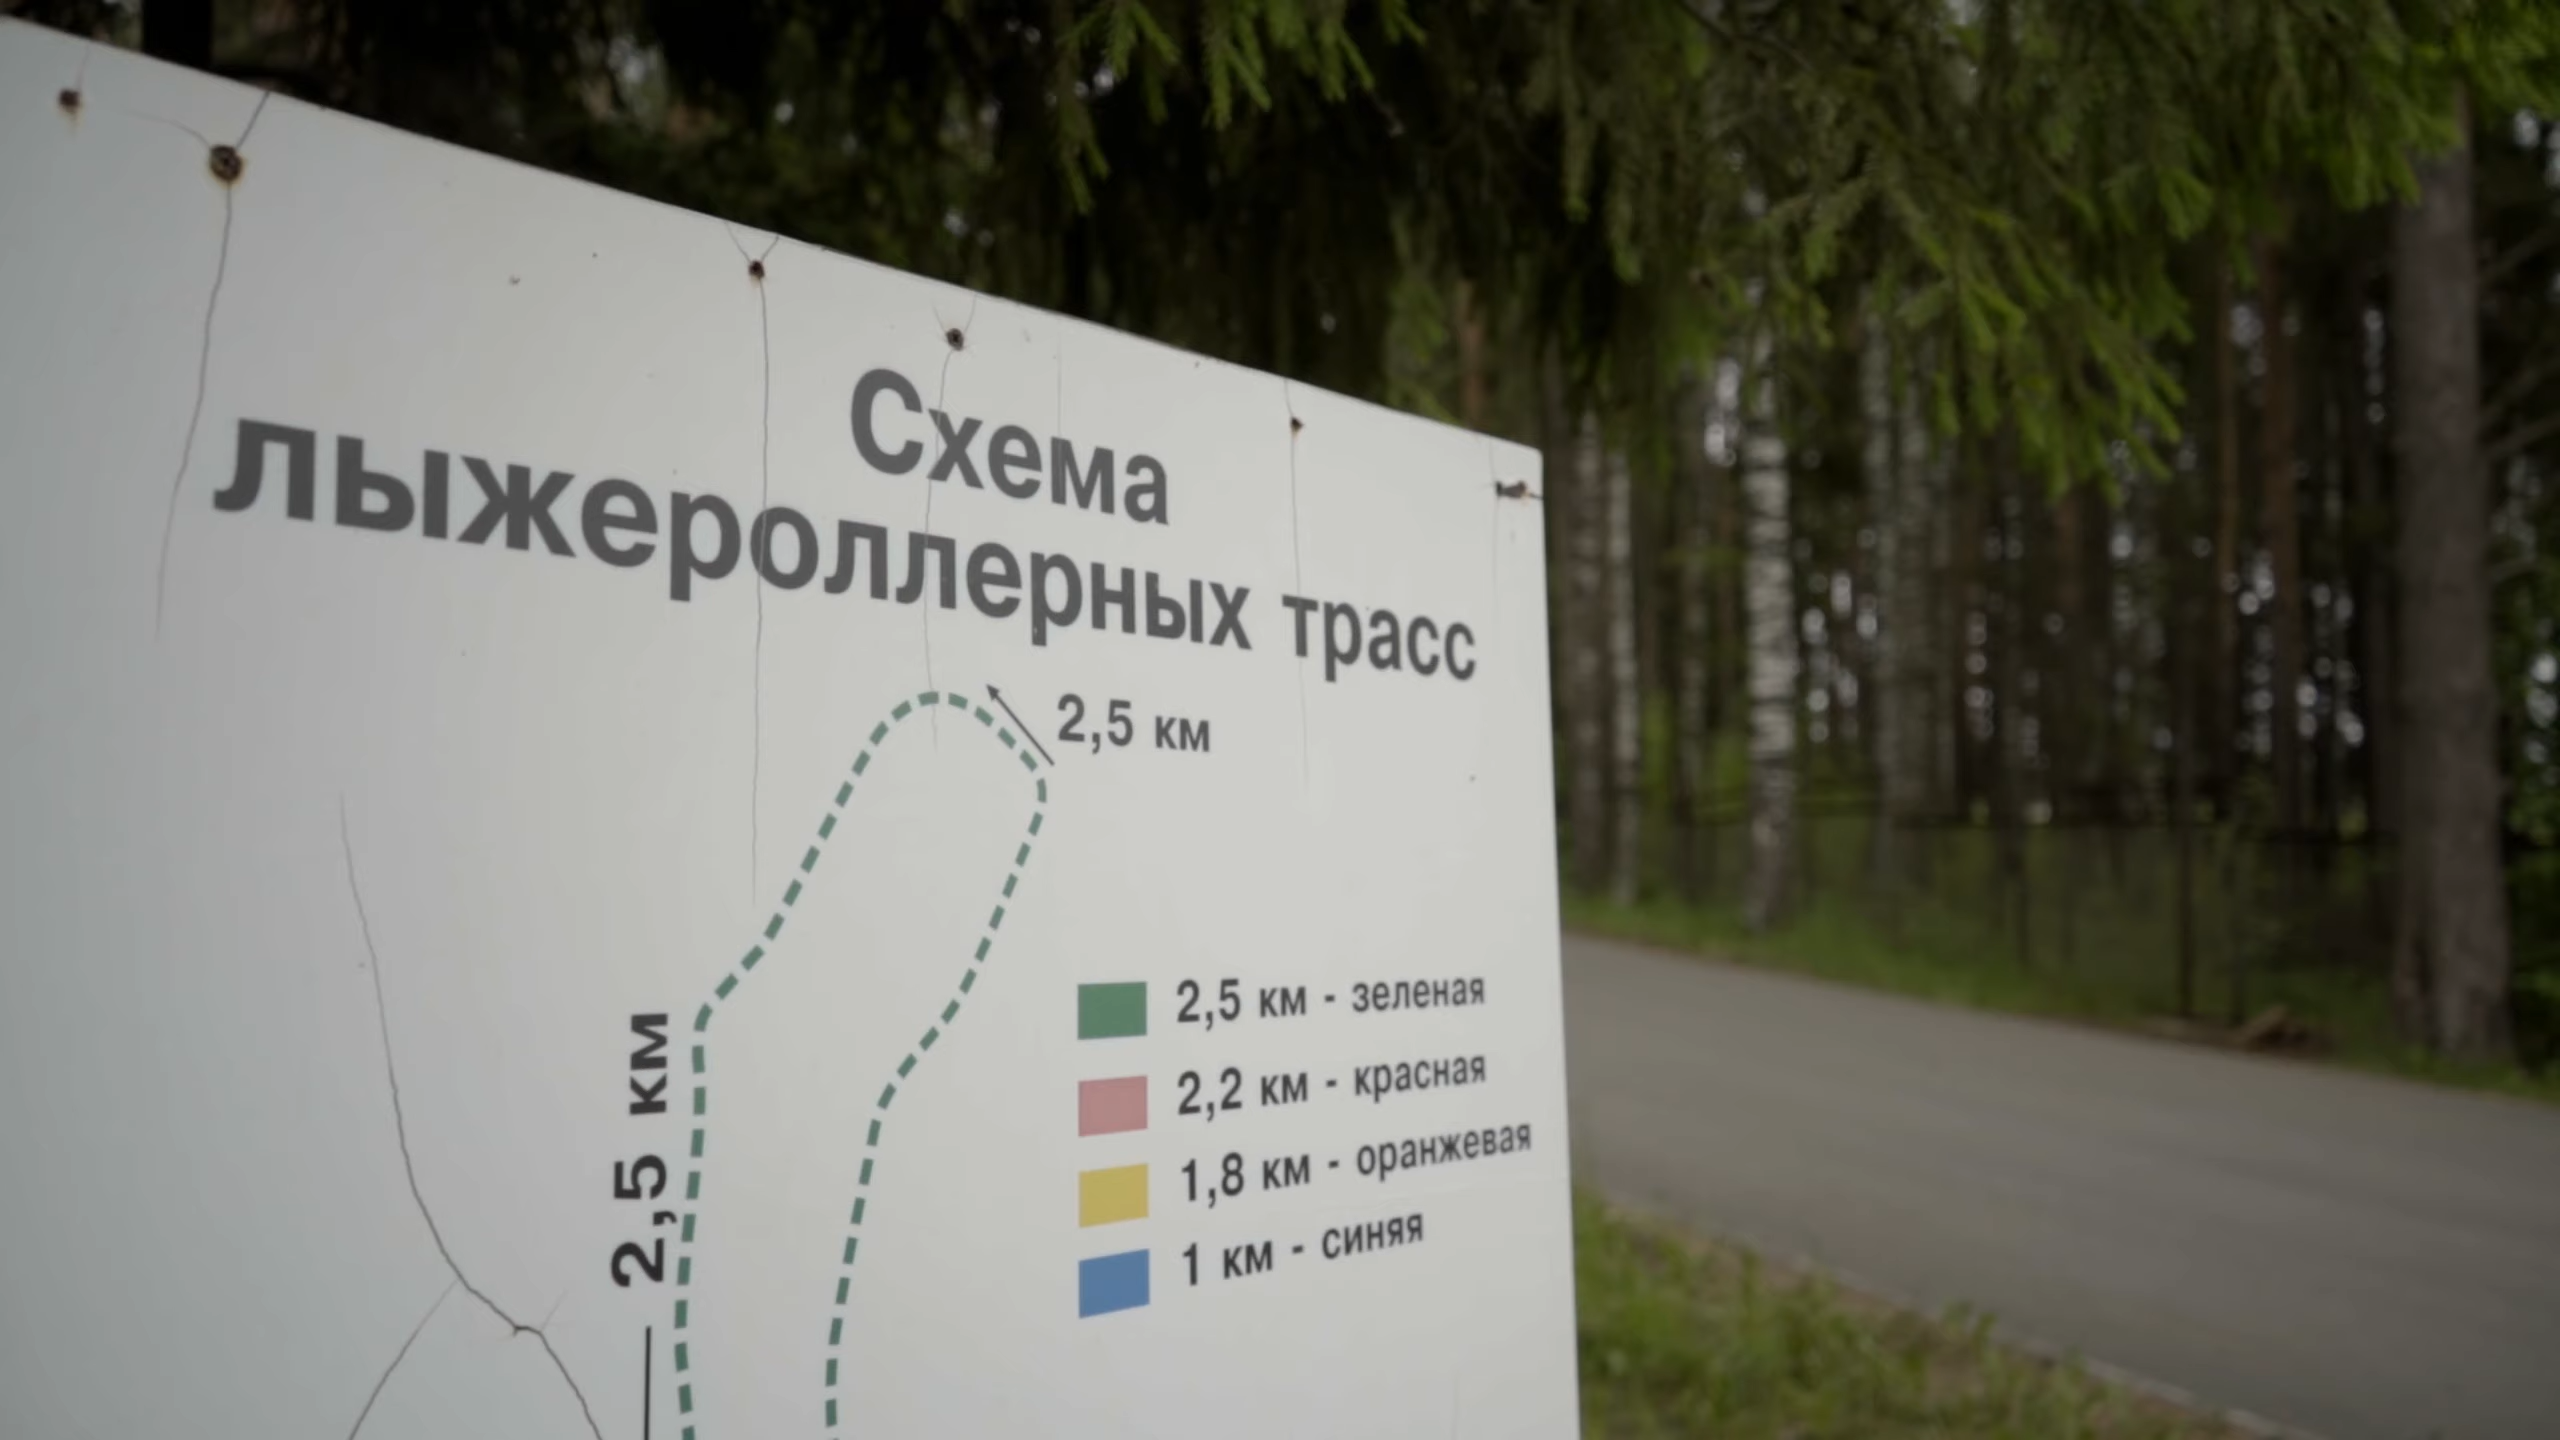 Схема
лыжероллерных трасс
2,5 км
2,5 км
2,5 км - зеленая
2,2 км - красная
1,8 км - оранжевая
1 км - синяя